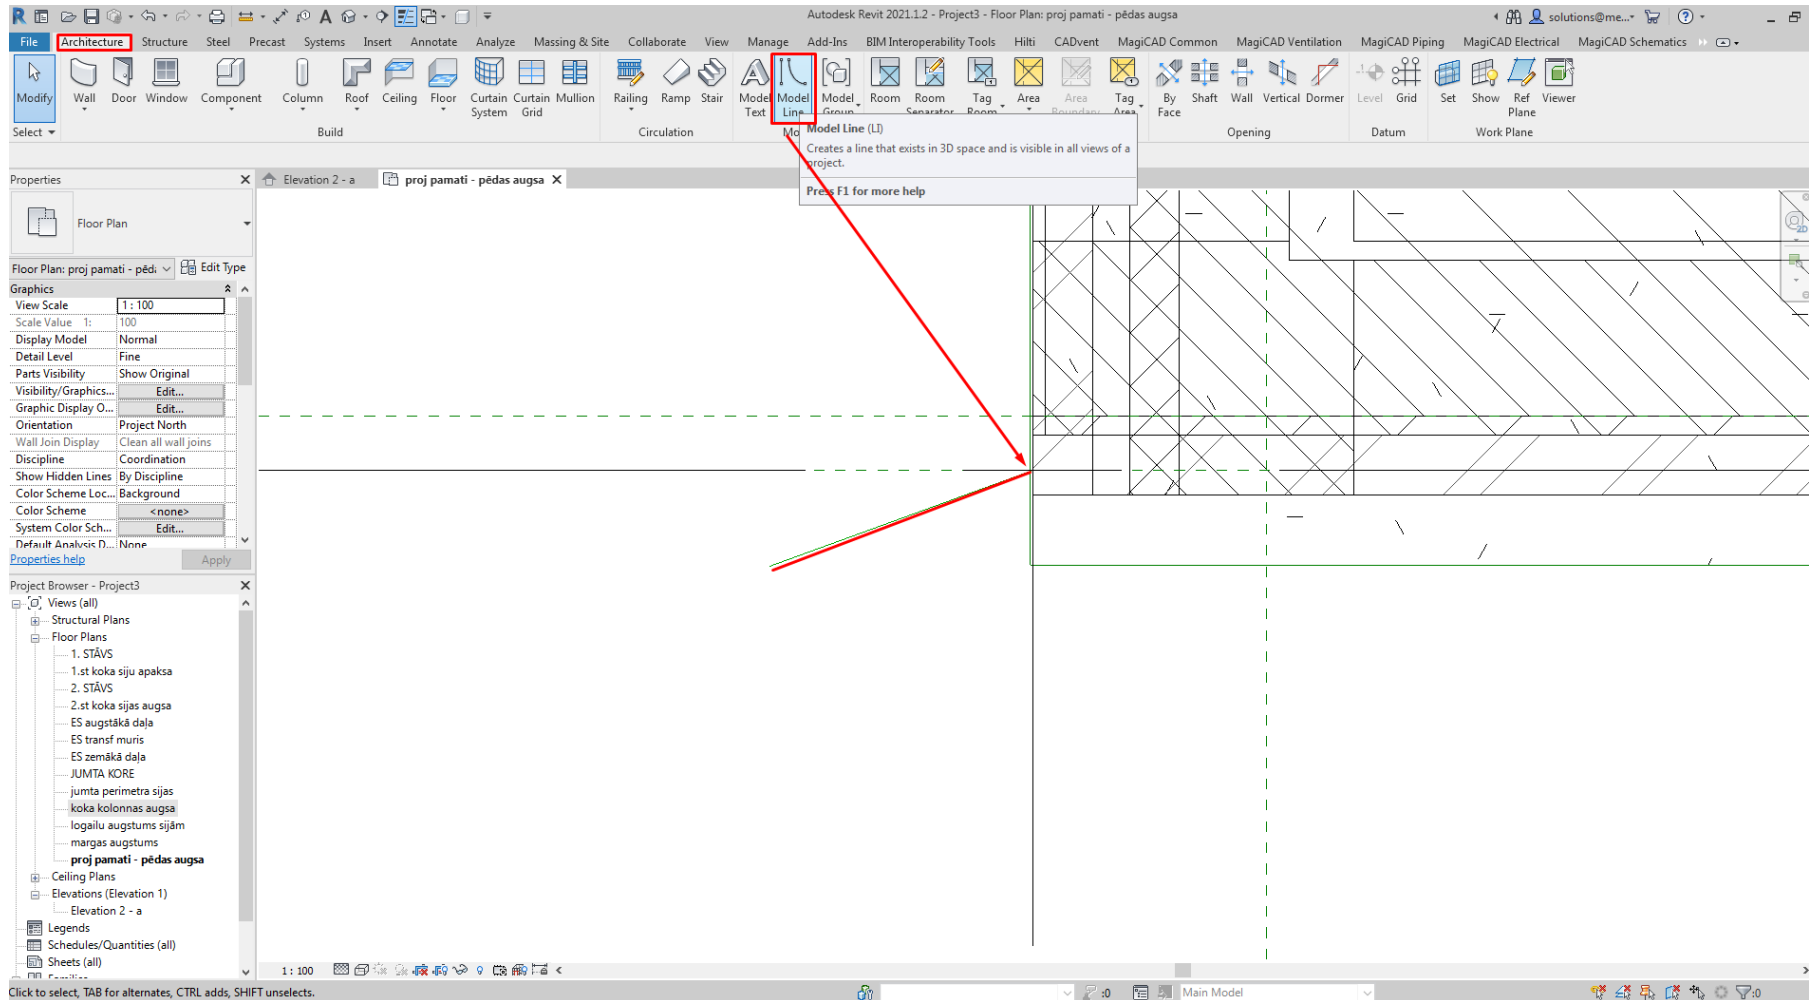 Autodesk Revit 2021.1.2 - Project3 - Floor Plan: proj pamati - pēdas augsa
solutions@me...
File Architecture Structure Steel Precast Systems Insert Annotate Analyze Massing & Site Collaborate View Manage Add-Ins BIM Interoperability Tools Hilti CADvent MagiCAD Common MagiCAD Ventilation MagiCAD Piping MagiCAD Electrical MagiCAD Schematics
Modify Wall Door Window Component Column Roof Ceiling Floor Curtain System Curtain Grid Mullion Railing Ramp Stair Model Text Model Line Model Group Room Room Separator Tag Room Area Area Boundary Tag Area By Face Shaft Wall Vertical Dormer Level Grid Set Show Ref Plane Viewer
Select Build Circulation Mo Opening Datum Work Plane
Model Line (LI)
Creates a line that exists in 3D space and is visible in all views of a
project.
Press F1 for more help
Properties
Elevation 2 - a
proj pamati - pēdas augsa
Floor Plan
Floor Plan: proj pamati - pēd Edit Type
Graphics
View Scale 1 : 100
Scale Value 1: 100
Display Model Normal
Detail Level Fine
Parts Visibility Show Original
Visibility/Graphics... Edit...
Graphic Display O... Edit...
Orientation Project North
Wall Join Display Clean all wall joins
Discipline Coordination
Show Hidden Lines By Discipline
Color Scheme Loc... Background
Color Scheme <none>
System Color Sch... Edit...
Default Analysis D... None
Properties help Apply
Project Browser - Project3
Views (all)
Structural Plans
Floor Plans
1. STĀVS
1.st koka siju apaksa
2. STĀVS
2.st koka sijas augsa
ES augstākā daļa
ES transf muris
ES zemākā daļa
JUMTA KORE
jumta perimetra sijas
koka kolonnas augsa
logailu augstums sijām
margas augstums
proj pamati - pēdas augsa
Ceiling Plans
Elevations (Elevation 1)
Elevation 2 - a
Legends
Schedules/Quantities (all)
Sheets (all)
Families
2D
1 : 100
Click to select, TAB for alternates, CTRL adds, SHIFT unselects.
:0
Main Model
:0